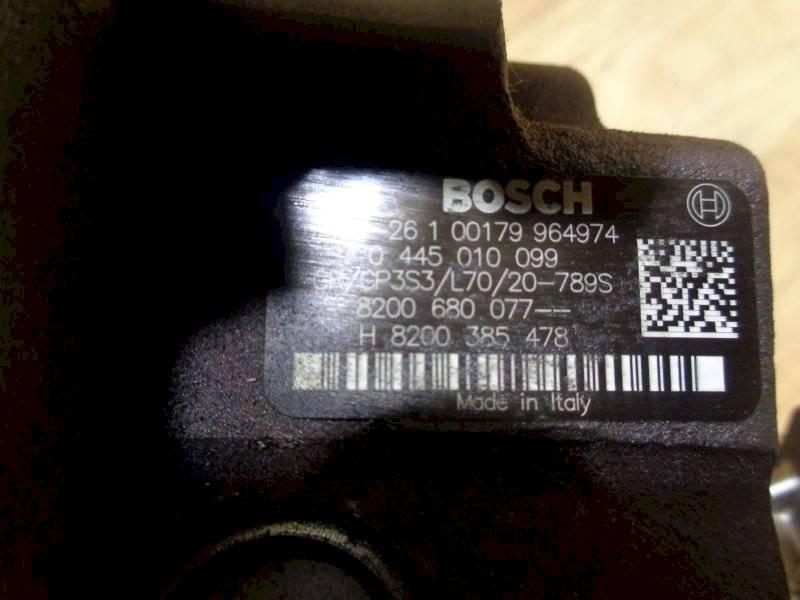 BOSCH
26 1 00179 964974
0 445 010 099
CR/CP3S3/L70/20-789S
8200 680 077--
H 8200 385 478
Made in Italy